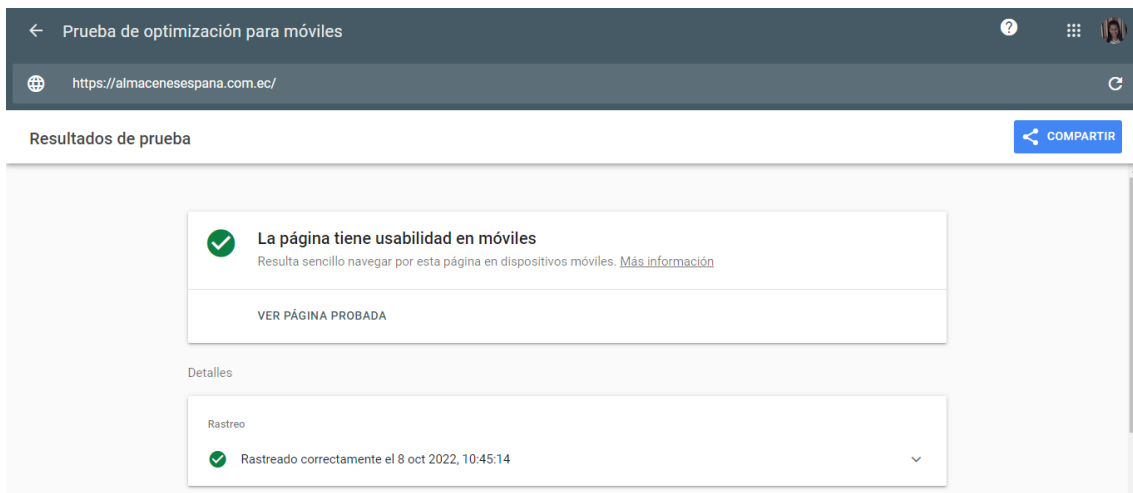 Prueba de optimización para móviles
https://almacenesespana.com.ec/
Resultados de prueba
COMPARTIR
La página tiene usabilidad en móviles
Resulta sencillo navegar por esta página en dispositivos móviles. Más información
VER PÁGINA PROBADA
Detalles
Rastreo
Rastreado correctamente el 8 oct 2022, 10:45:14